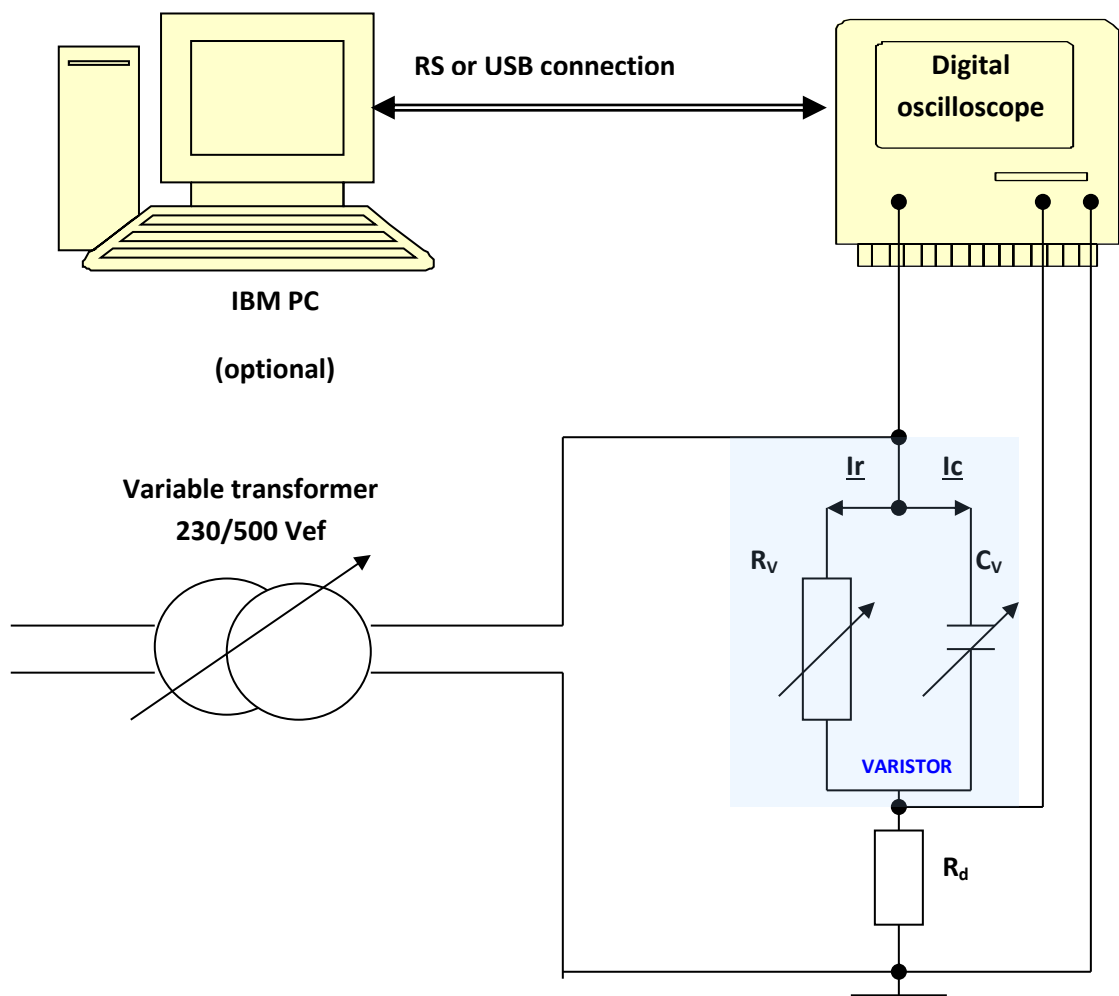 RS or USB connection
Digital
oscilloscope
IBM PC
(optional)
Variable transformer
230/500 Vef
Ir
Ic
RV
CV
VARISTOR
Rd